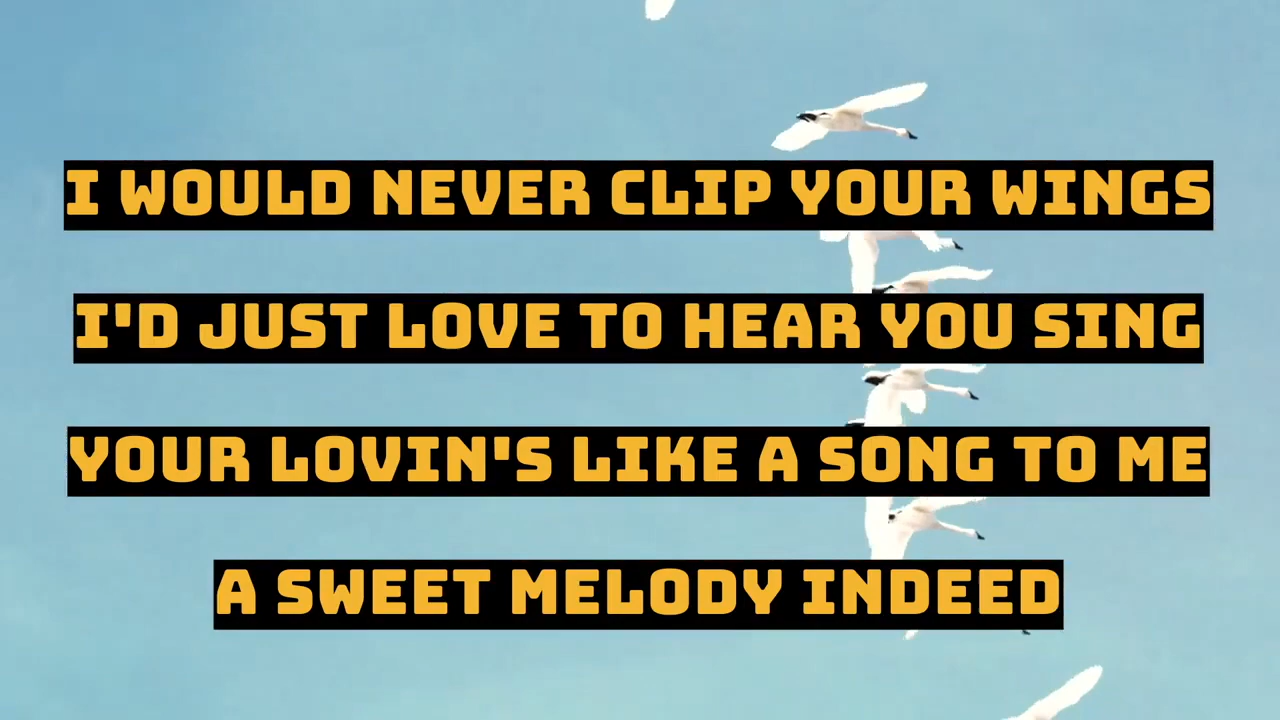 I WOULD NEVER CLIP YOUR WINGS
I'D JUST LOVE TO HEAR YOU SING
YOUR LOVIN'S LIKE A SONG TO ME
A SWEET MELODY INDEED